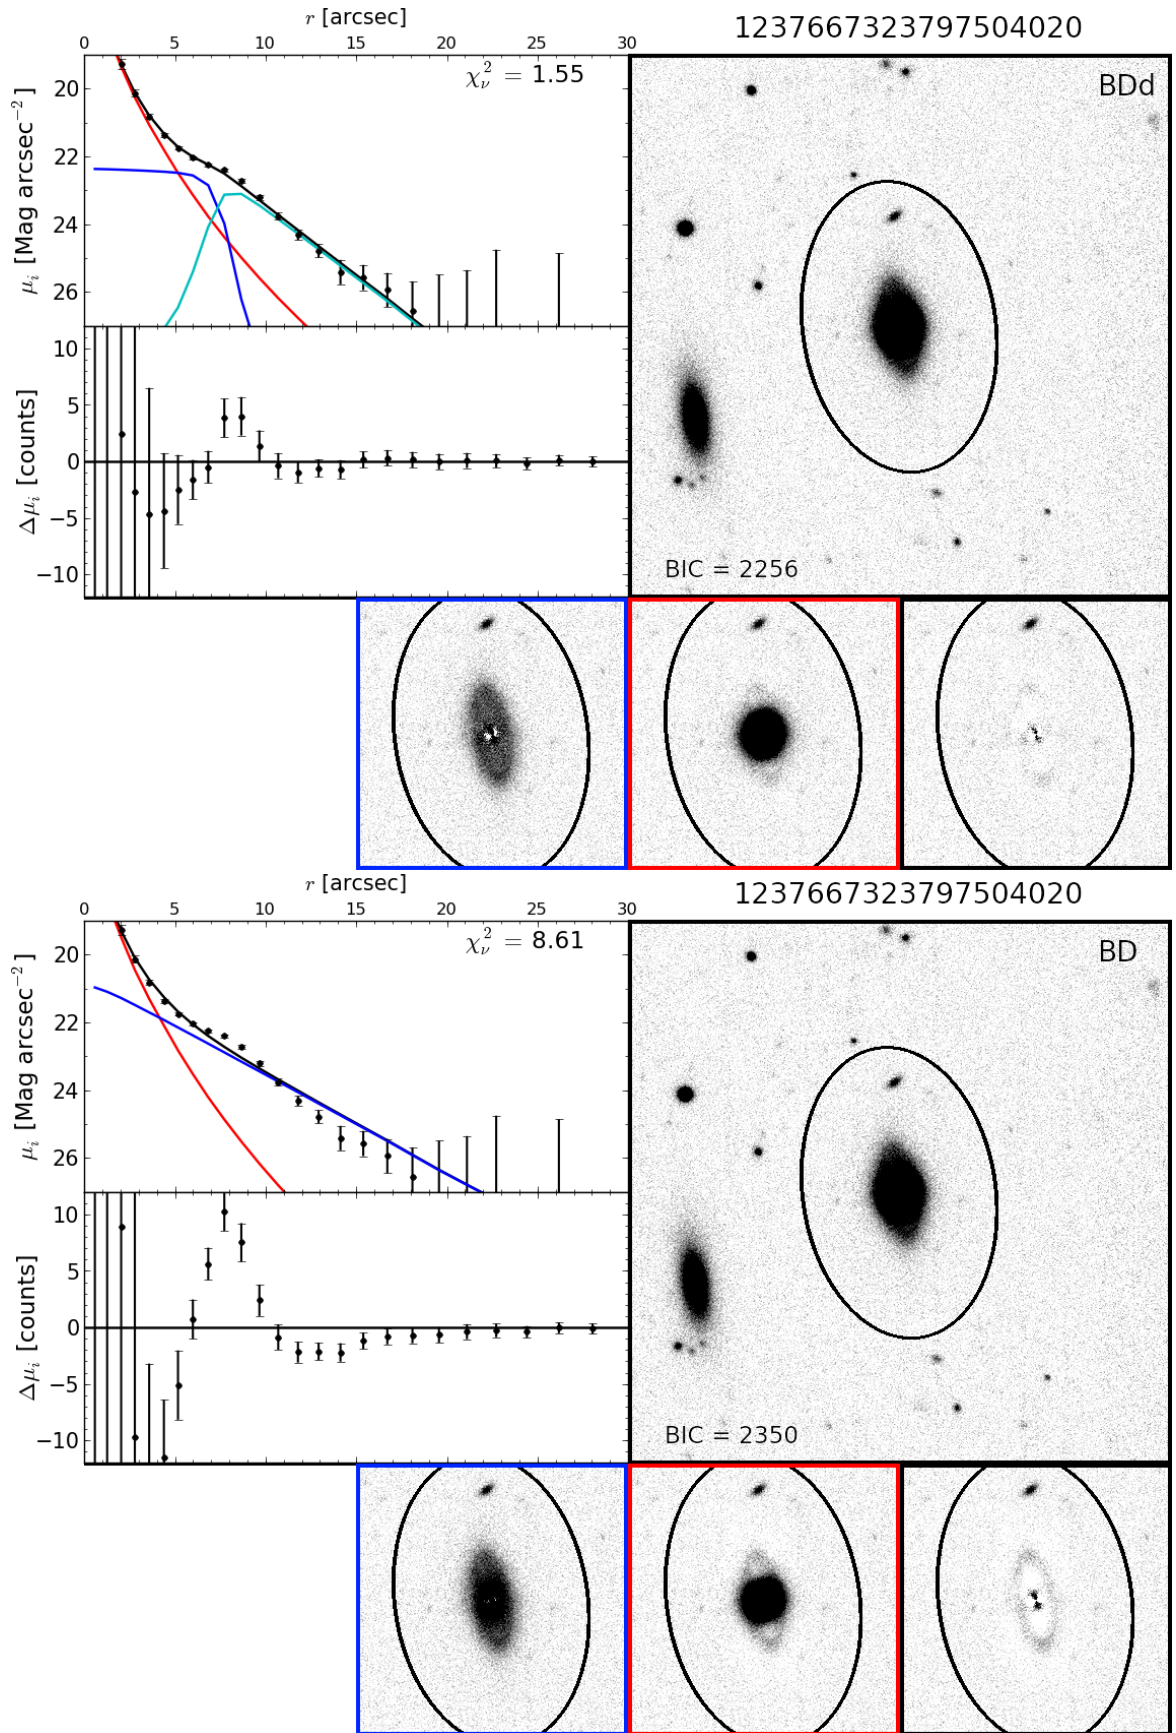 r [arcsec]
1237667323797504020
0 5 10 15 20 25 30
χ²ᵥ = 1.55
BDd
20
22
24
26
μᵢ [Mag arcsec⁻²]
10
5
0
−5
−10
Δμᵢ [counts]
BIC = 2256
r [arcsec]
1237667323797504020
0 5 10 15 20 25 30
χ²ᵥ = 8.61
BD
20
22
24
26
μᵢ [Mag arcsec⁻²]
10
5
0
−5
−10
Δμᵢ [counts]
BIC = 2350